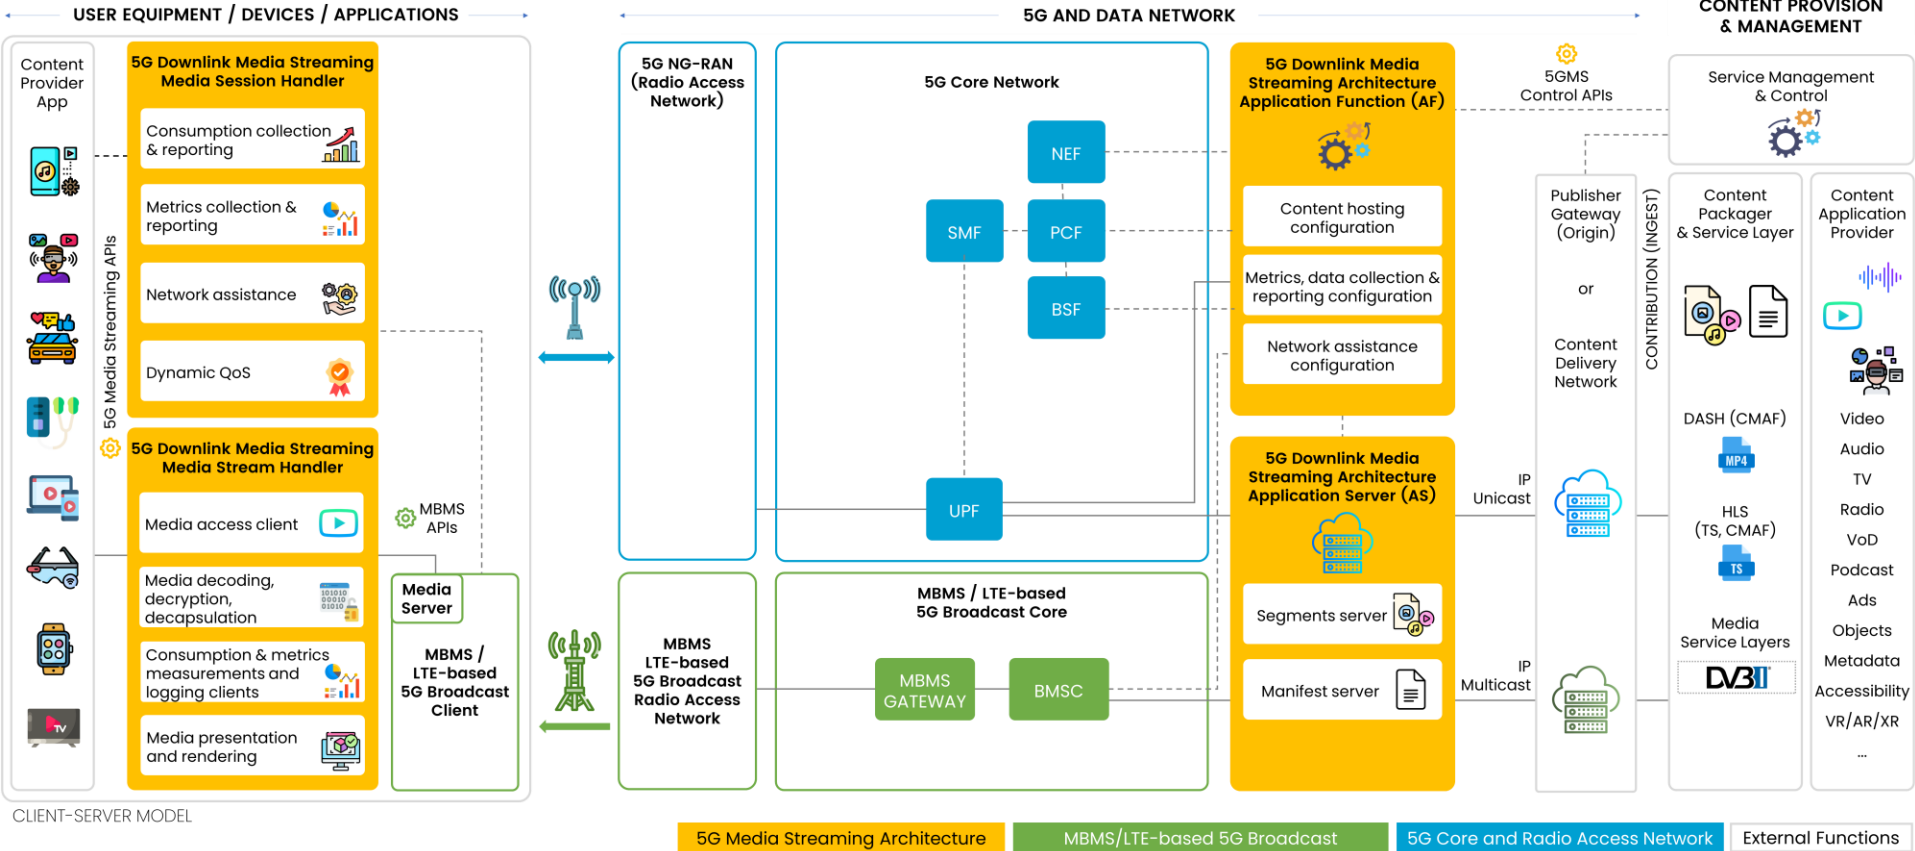 USER EQUIPMENT / DEVICES / APPLICATIONS
5G AND DATA NETWORK
CONTENT PROVISION
& MANAGEMENT
Content
Provider
App
5G Media Streaming APIs
5G Downlink Media Streaming
Media Session Handler
Consumption collection
& reporting
Metrics collection &
reporting
Network assistance
Dynamic QoS
5G Downlink Media Streaming
Media Stream Handler
Media access client
Media decoding,
decryption,
decapsulation
101010
00010
01010
Consumption & metrics
measurements and
logging clients
Media presentation
and rendering
TV
MBMS
APIs
Media
Server
MBMS /
LTE-based
5G Broadcast
Client
CLIENT-SERVER MODEL
5G NG-RAN
(Radio Access
Network)
5G Core Network
NEF
SMF
PCF
BSF
UPF
MBMS
LTE-based
5G Broadcast
Radio Access
Network
MBMS / LTE-based
5G Broadcast Core
MBMS
GATEWAY
BMSC
5G Downlink Media
Streaming Architecture
Application Function (AF)
Content hosting
configuration
Metrics, data collection &
reporting configuration
Network assistance
configuration
5G Downlink Media
Streaming Architecture
Application Server (AS)
Segments server
Manifest server
5GMS
Control APIs
IP
Unicast
IP
Multicast
Publisher
Gateway
(Origin)
or
Content
Delivery
Network
CONTRIBUTION (INGEST)
Service Management
& Control
Content
Packager
& Service Layer
DASH (CMAF)
MP4
HLS
(TS, CMAF)
TS
Media
Service Layers
DVB I
Content
Application
Provider
Video
Audio
TV
Radio
VoD
Podcast
Ads
Objects
Metadata
Accessibility
VR/AR/XR
...
5G Media Streaming Architecture
MBMS/LTE-based 5G Broadcast
5G Core and Radio Access Network
External Functions